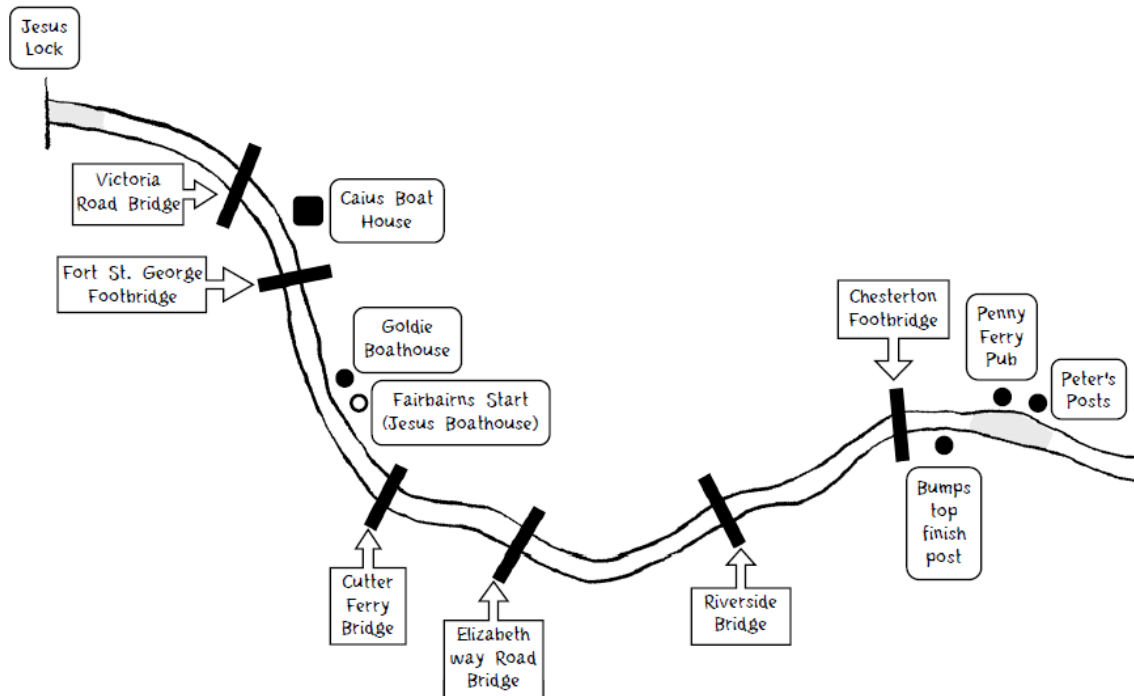 Jesus
Lock
Victoria
Road Bridge
Caius Boat
House
Fort St. George
Footbridge
Goldie
Boathouse
Fairbairns Start
(Jesus Boathouse)
Chesterton
Footbridge
Penny
Ferry
Pub
Peter's
Posts
Bumps
top
finish
post
Cutter
Ferry
Bridge
Elizabeth
way Road
Bridge
Riverside
Bridge